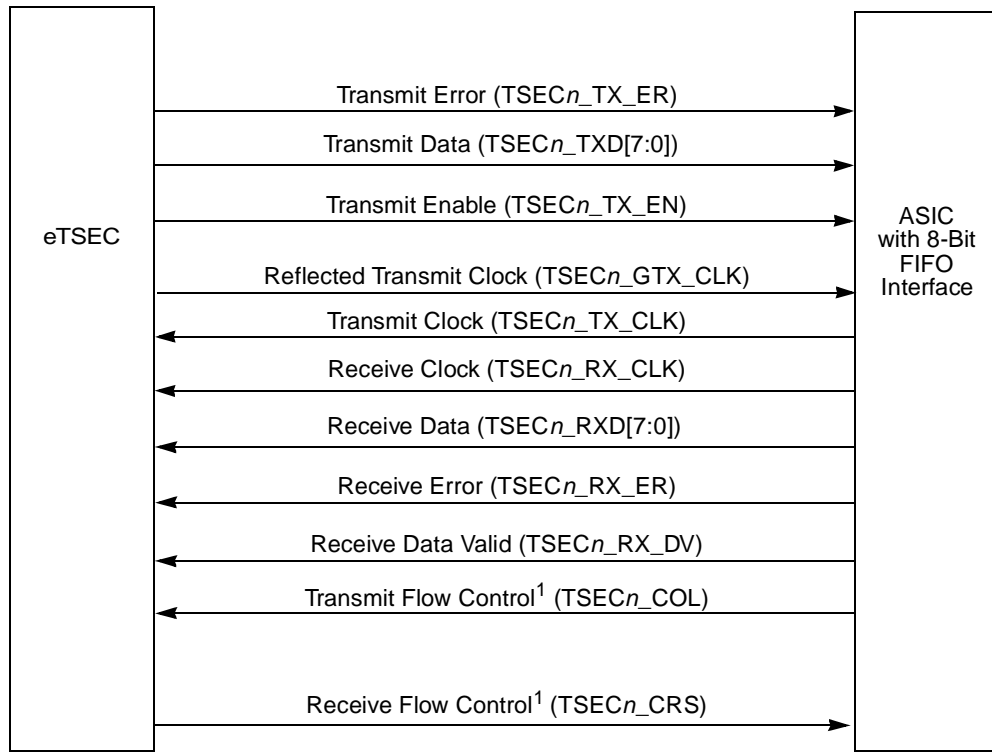 Transmit Error (TSECn_TX_ER)
Transmit Data (TSECn_TXD[7:0])
Transmit Enable (TSECn_TX_EN)
eTSEC
ASIC
with 8-Bit
FIFO
Interface
Reflected Transmit Clock (TSECn_GTX_CLK)
Transmit Clock (TSECn_TX_CLK)
Receive Clock (TSECn_RX_CLK)
Receive Data (TSECn_RXD[7:0])
Receive Error (TSECn_RX_ER)
Receive Data Valid (TSECn_RX_DV)
Transmit Flow Control¹ (TSECn_COL)
Receive Flow Control¹ (TSECn_CRS)